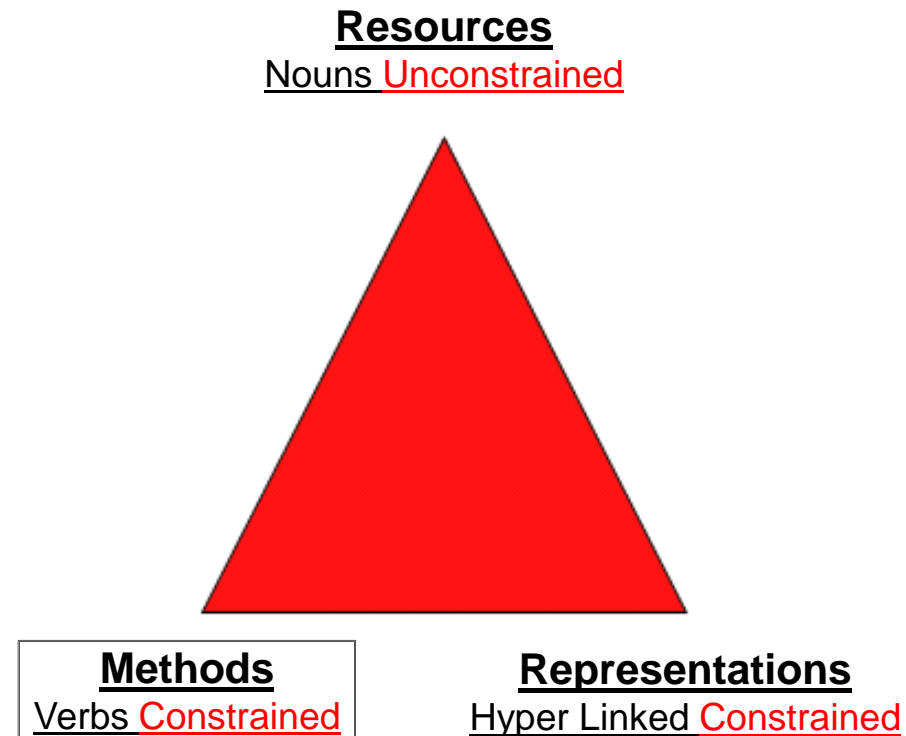 Resources
Nouns Unconstrained
Methods
Verbs Constrained
Representations
Hyper Linked Constrained